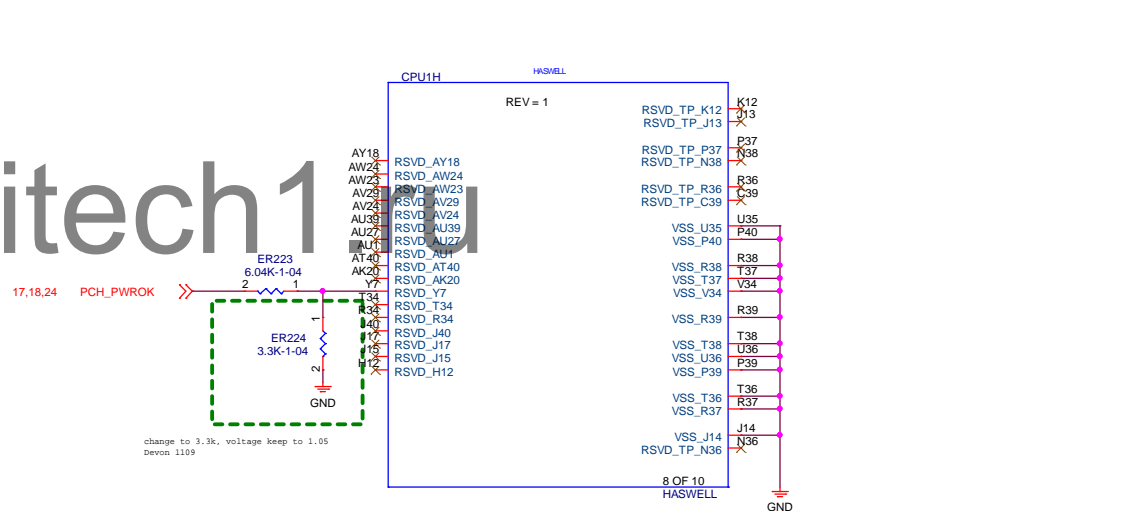 HASWELL
CPU1H
REV = 1
K12
RSVD_TP_K12
J13
RSVD_TP_J13
P37
RSVD_TP_P37
N38
RSVD_TP_N38
R36
RSVD_TP_R36
C39
RSVD_TP_C39
AY18
RSVD_AY18
AW24
RSVD_AW24
AW23
RSVD_AW23
AV29
RSVD_AV29
AV24
RSVD_AV24
AU39
RSVD_AU39
AU27
RSVD_AU27
AU1
RSVD_AU1
AT40
RSVD_AT40
AK20
RSVD_AK20
Y7
RSVD_Y7
T34
RSVD_T34
R34
RSVD_R34
J40
RSVD_J40
J17
RSVD_J17
J15
RSVD_J15
H12
RSVD_H12
itech1.ru
ER223
6.04K-1-04
2 1
17,18,24 PCH_PWROK
1
ER224
3.3K-1-04
2
GND
change to 3.3k, voltage keep to 1.05
Devon 1109
VSS_U35 U35
VSS_P40 P40
VSS_R38 R38
VSS_T37 T37
VSS_V34 V34
VSS_R39 R39
VSS_T38 T38
VSS_U36 U36
VSS_P39 P39
VSS_T36 T36
VSS_R37 R37
VSS_J14 J14
RSVD_TP_N36 N36
8 OF 10
HASWELL
GND